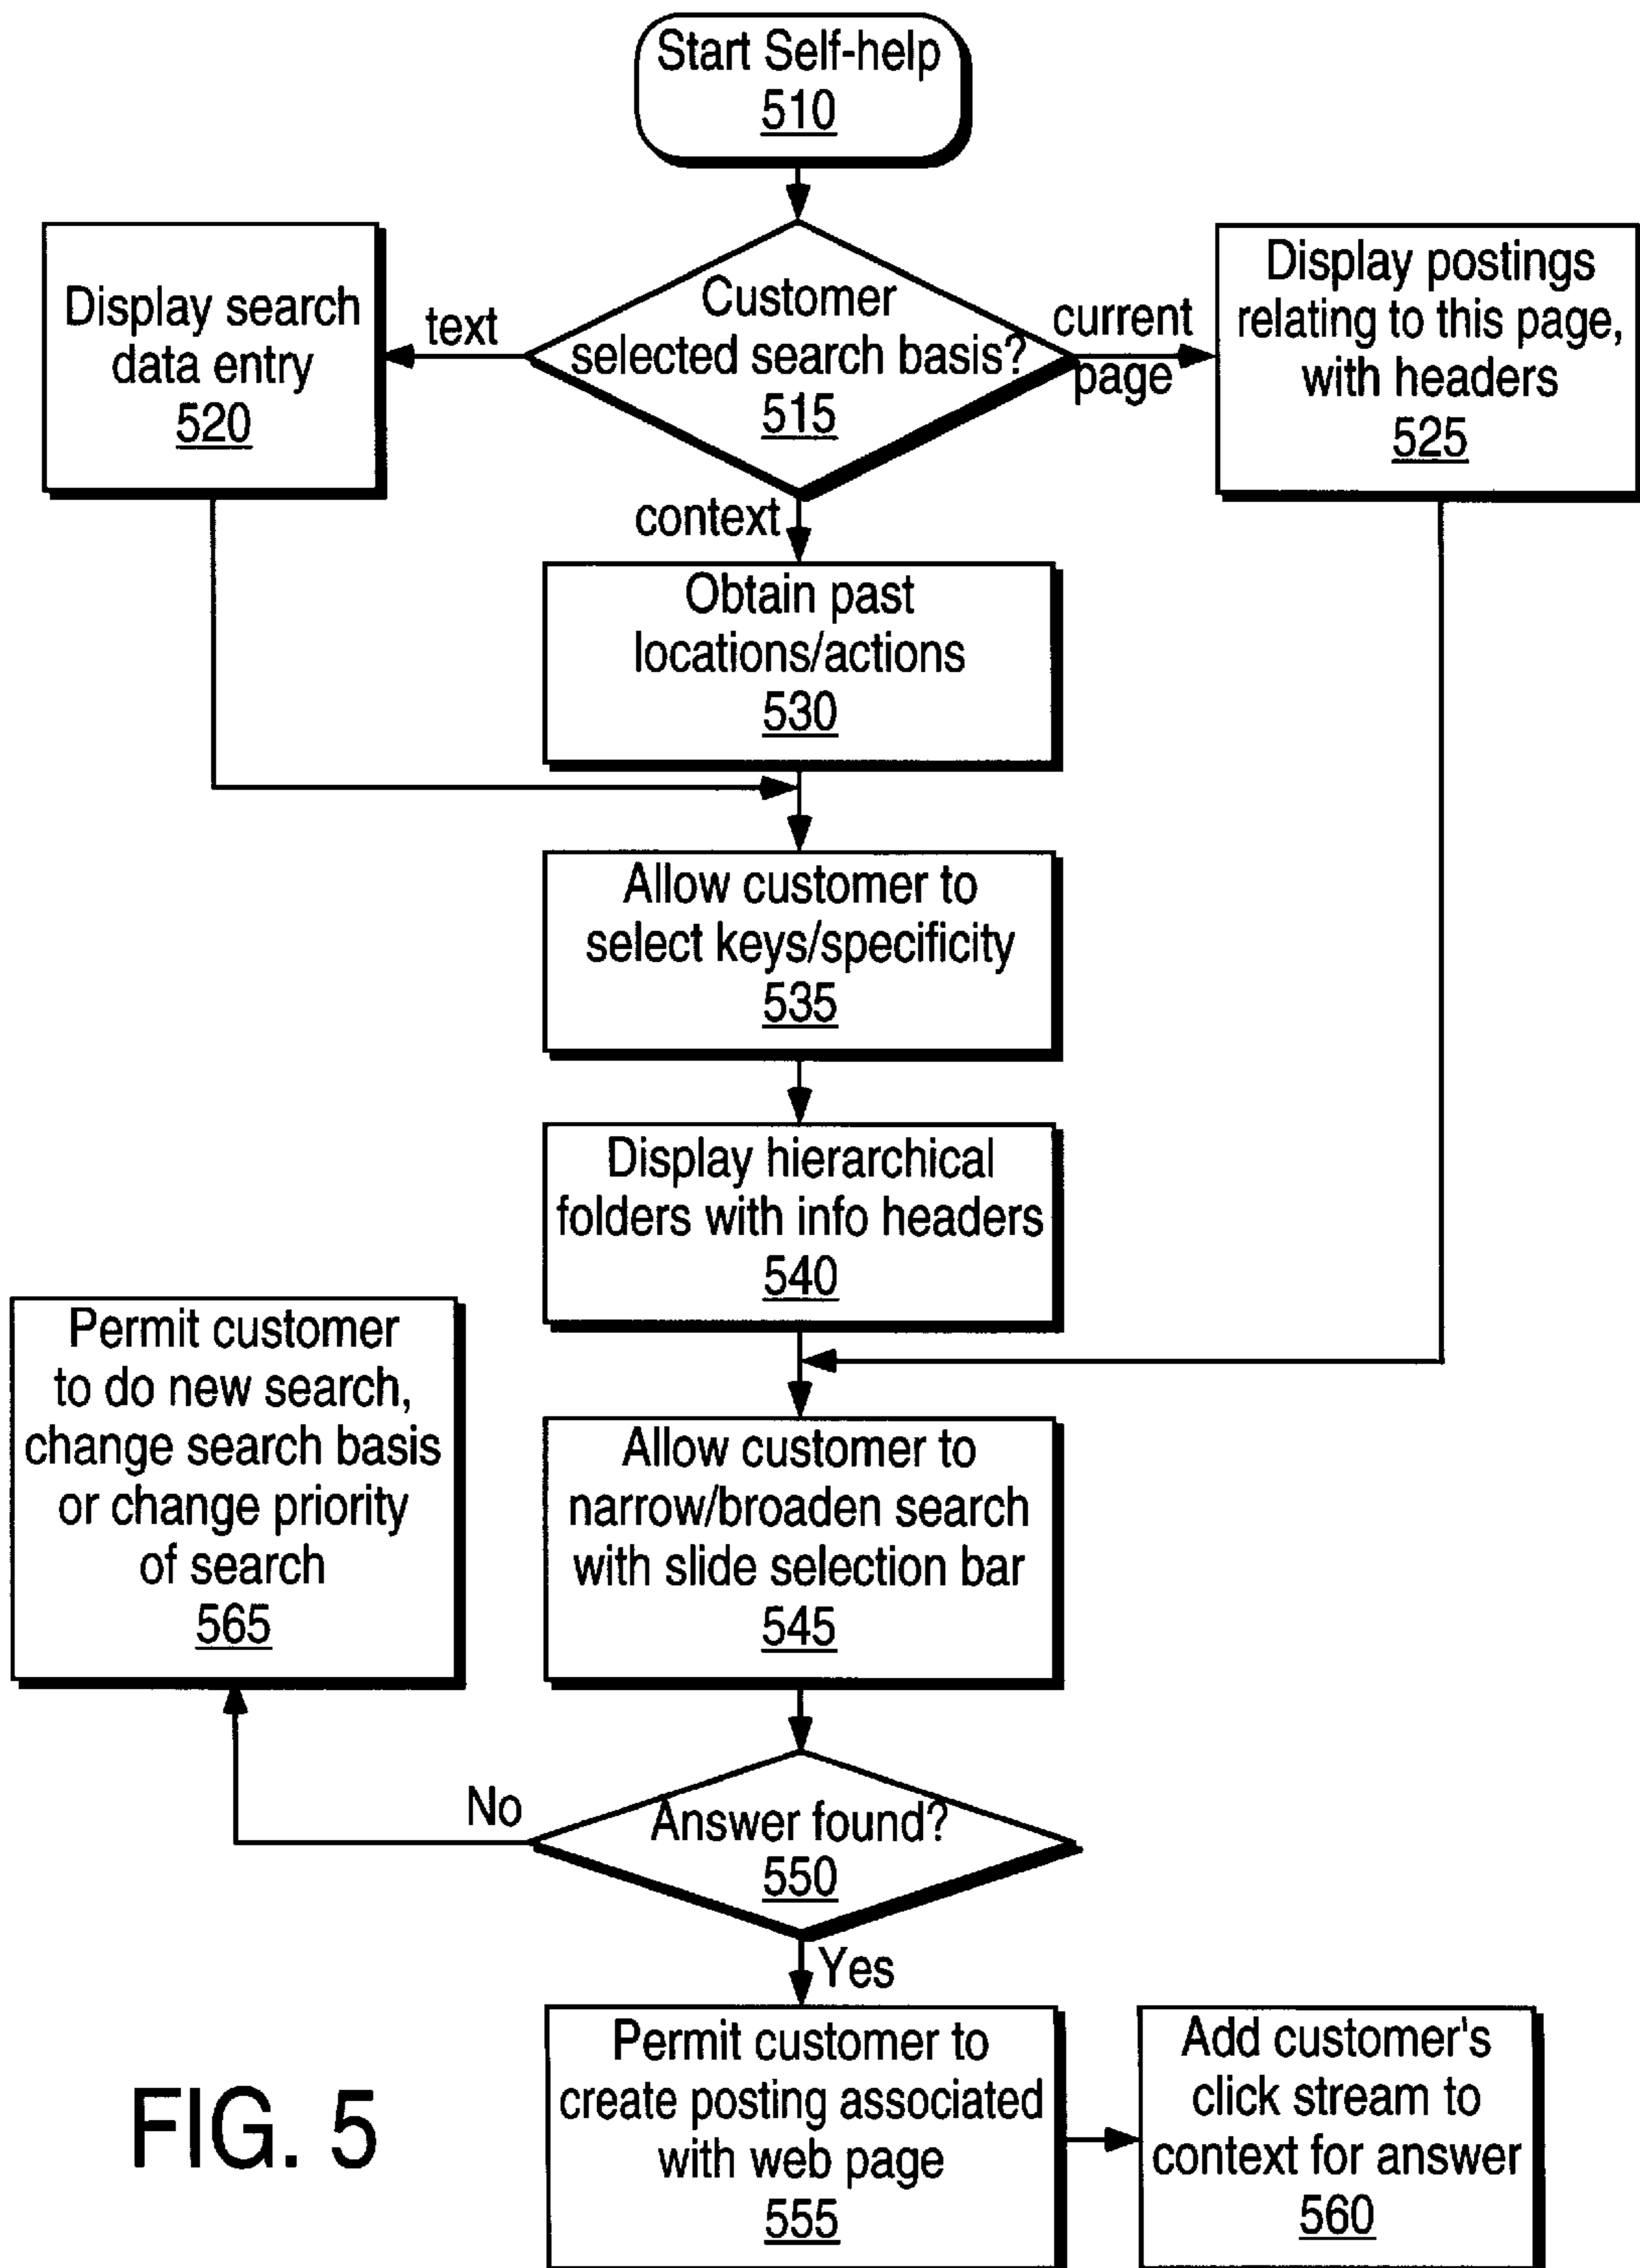 Start Self-help
510
Customer
selected search basis?
515
text
current
page
context
Display search
data entry
520
Display postings
relating to this page,
with headers
525
Obtain past
locations/actions
530
Allow customer to
select keys/specificity
535
Display hierarchical
folders with info headers
540
Allow customer to
narrow/broaden search
with slide selection bar
545
Answer found?
550
No
Permit customer
to do new search,
change search basis
or change priority
of search
565
Yes
Permit customer to
create posting associated
with web page
555
Add customer's
click stream to
context for answer
560
FIG. 5